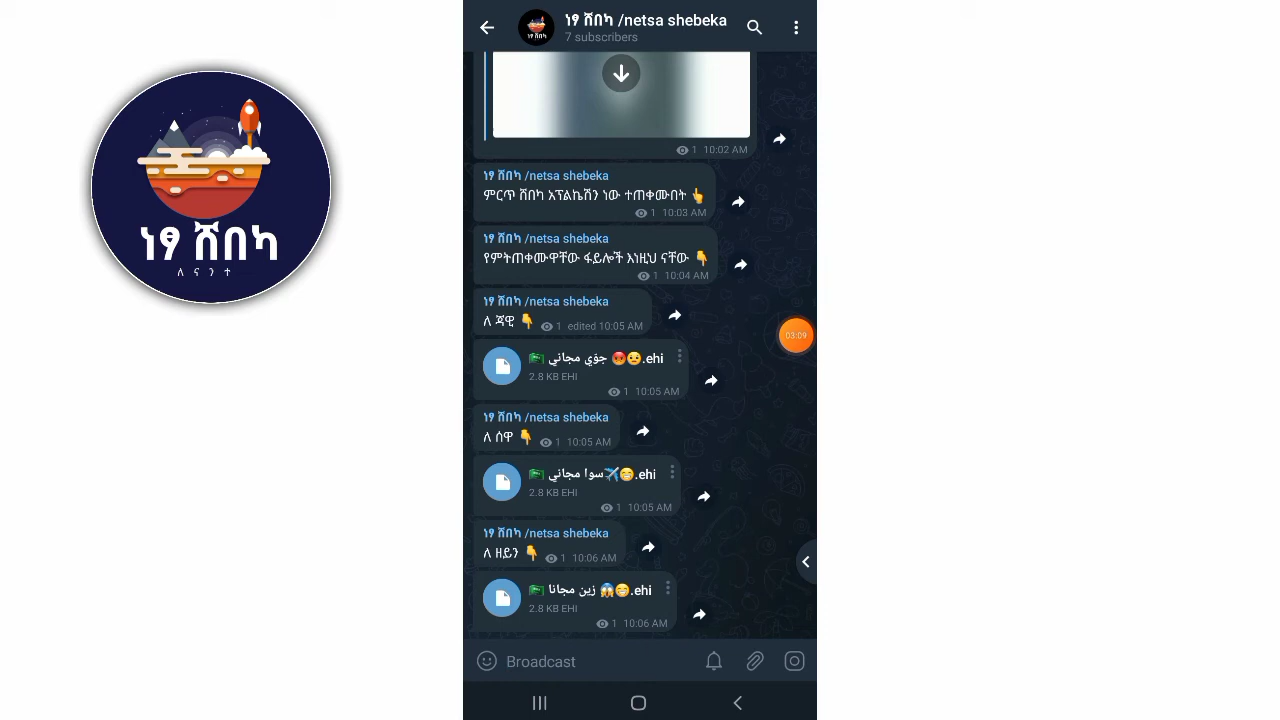 ነፃ ሸበካ
ለ ና ን ተ
ነፃ ሸበካ /netsa shebeka
7 subscribers
1 10:02 AM
ነፃ ሸበካ /netsa shebeka
ምርጥ ሸበካ አፕልኬሽን ነው ተጠቀሙበት 👆
1 10:03 AM
ነፃ ሸበካ /netsa shebeka
የምትጠቀሙዋቸው ፋይሎች እነዚህ ናቸው 👇
1 10:04 AM
ነፃ ሸበካ /netsa shebeka
ለ ጃዊ 👇 1 edited 10:05 AM
🇸🇦 جؤي مجاني 😡😒.ehi
2.8 KB EHI
1 10:05 AM
ነፃ ሸበካ /netsa shebeka
ለ ሰዋ 👇 1 10:05 AM
🇸🇦 سوا مجاني✈️😁.ehi
2.8 KB EHI
1 10:05 AM
ነፃ ሸበካ /netsa shebeka
ለ ዘይን 👇 1 10:06 AM
🇸🇦 زين مجانا 😱😁.ehi
2.8 KB EHI
1 10:06 AM
03:09
Broadcast